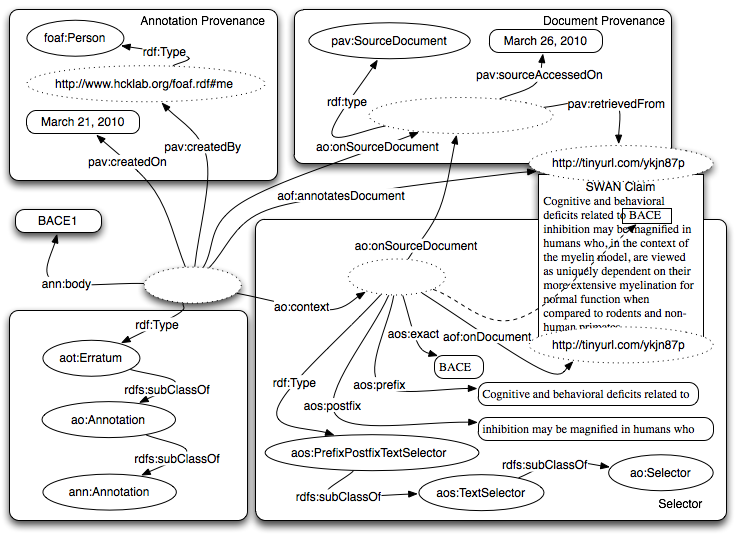 Annotation Provenance
foaf:Person
rdf:Type
http://www.hcklab.org/foaf.rdf#me
March 21, 2010
pav:createdBy
pav:createdOn
Document Provenance
pav:SourceDocument
March 26, 2010
pav:sourceAccessedOn
rdf:type
pav:retrievedFrom
ao:onSourceDocument
http://tinyurl.com/ykjn87p
aof:annotatesDocument
SWAN Claim
Cognitive and behavioral
deficits related to BACE
inhibition may be magnified in
humans who, in the context of
the myelin model, are viewed
as uniquely dependent on their
more extensive myelination for
normal function when
compared to rodents and non-
human primates
http://tinyurl.com/ykjn87p
BACE1
ann:body
ao:onSourceDocument
ao:context
rdf:Type
aot:Erratum
rdfs:subClassOf
ao:Annotation
rdfs:subClassOf
ann:Annotation
aos:exact
aof:onDocument
BACE
rdf:Type
aos:prefix
Cognitive and behavioral deficits related to
aos:postfix
inhibition may be magnified in humans who
aos:PrefixPostfixTextSelector
rdfs:subClassOf
aos:TextSelector
rdfs:subClassOf
ao:Selector
Selector